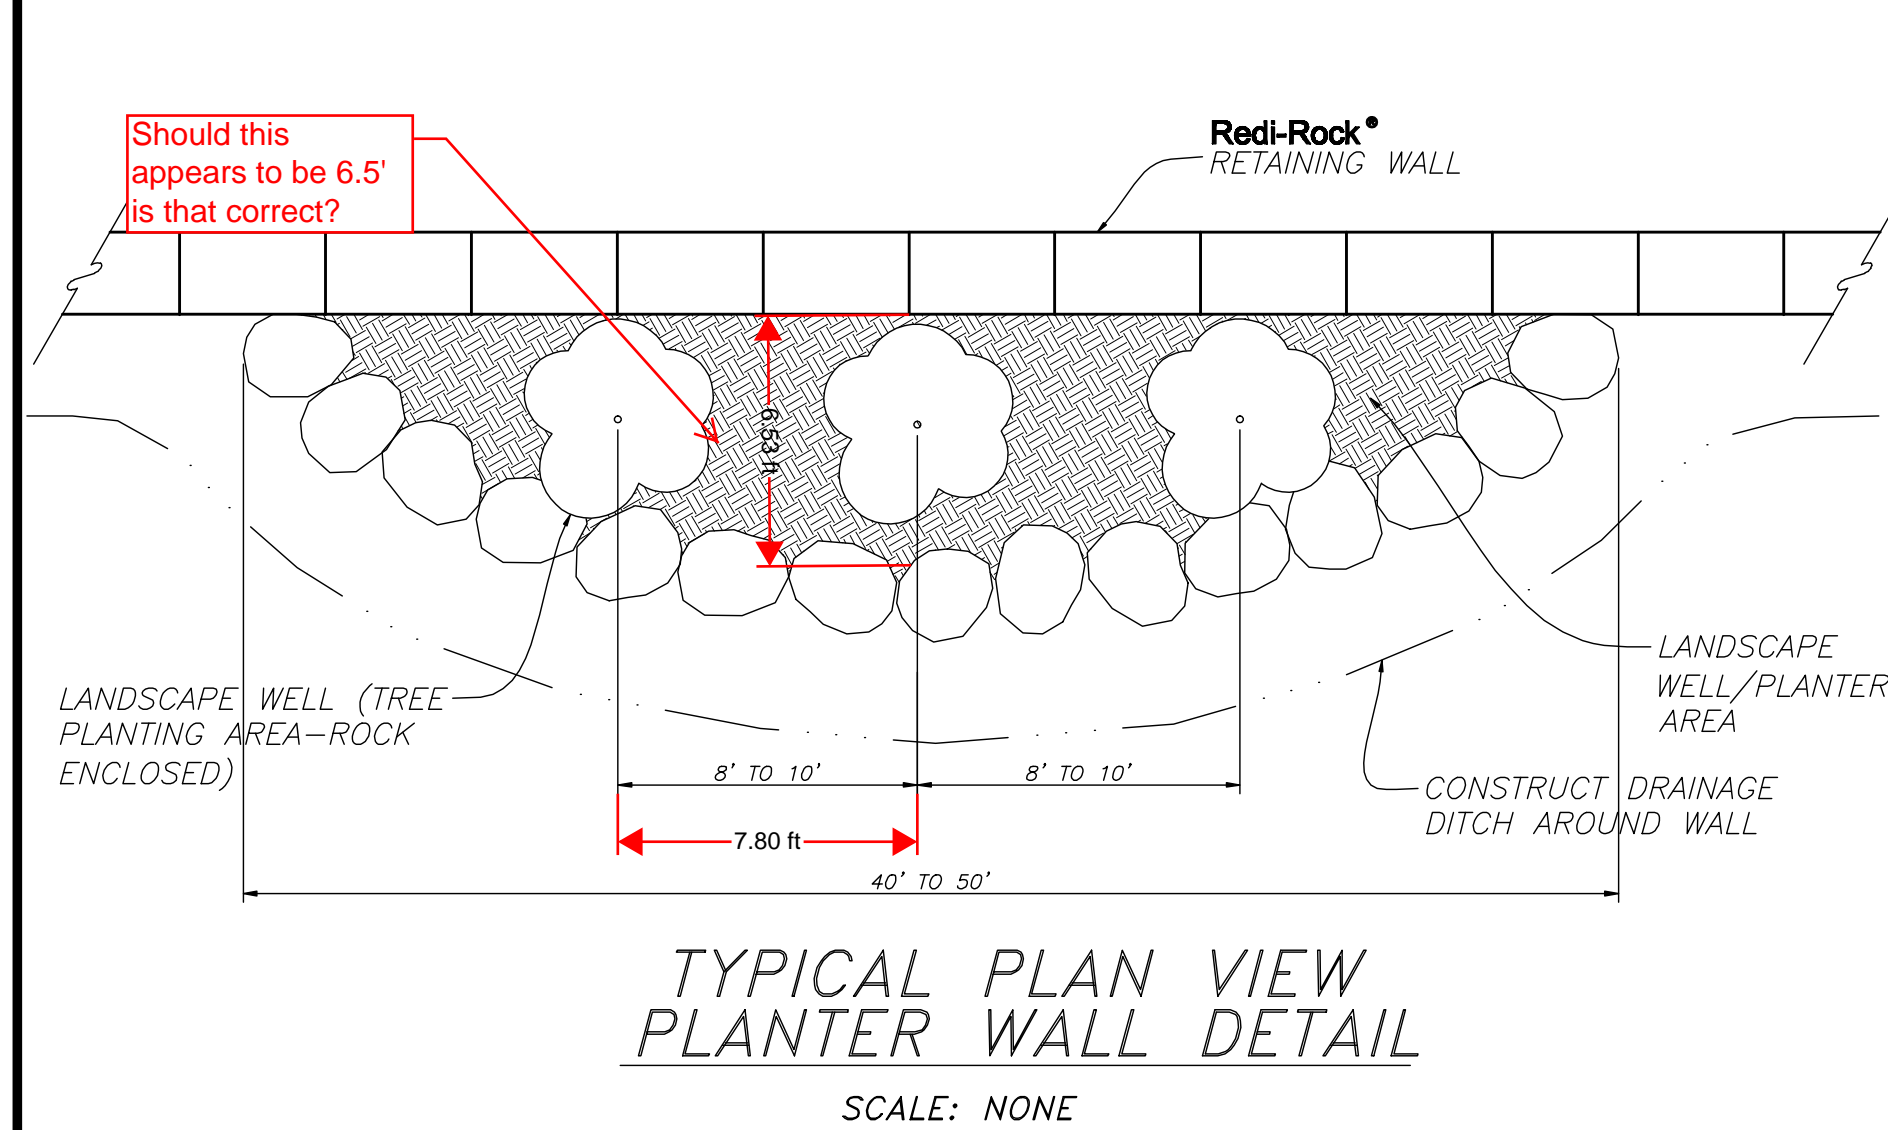 Should this
appears to be 6.5'
is that correct?
Redi-Rock®
RETAINING WALL
6.53 ft
LANDSCAPE WELL (TREE
PLANTING AREA-ROCK
ENCLOSED)
LANDSCAPE
WELL/PLANTER
AREA
8' TO 10'
8' TO 10'
CONSTRUCT DRAINAGE
DITCH AROUND WALL
7.80 ft
40' TO 50'
TYPICAL PLAN VIEW
PLANTER WALL DETAIL
SCALE: NONE